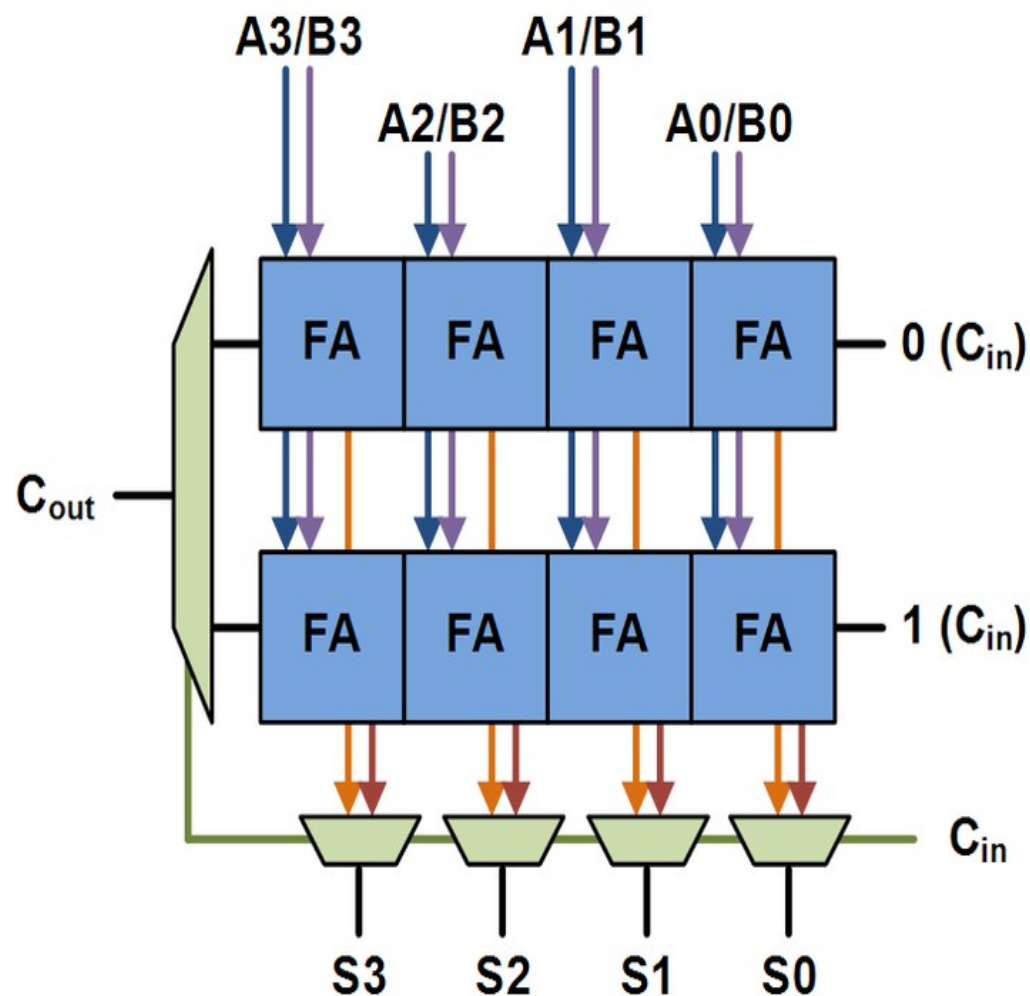 A3/B3
A1/B1
A2/B2
A0/B0
FA
FA
FA
FA
0 (Cin)
Cout
FA
FA
FA
FA
1 (Cin)
Cin
S3
S2
S1
S0